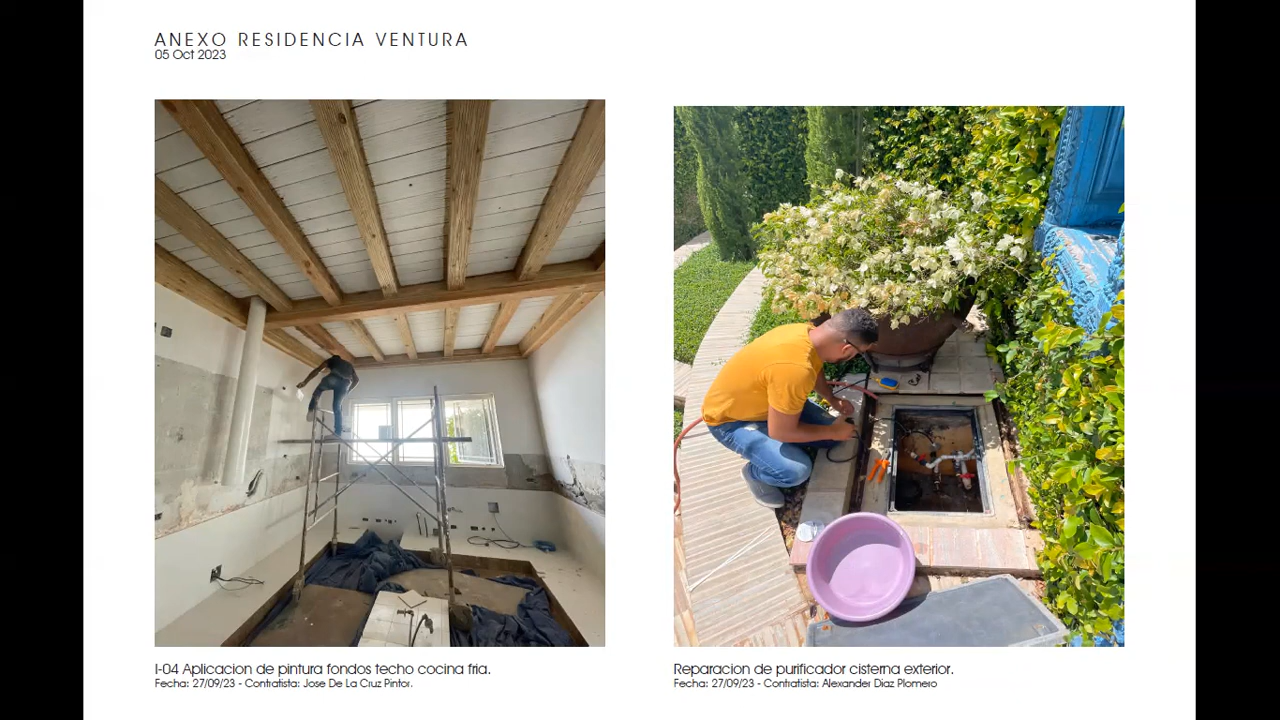 ANEXO RESIDENCIA VENTURA
05 Oct 2023
I-04 Aplicacion de pintura fondos techo cocina fria.
Fecha: 27/09/23 - Contratista: Jose De La Cruz Pintor.
Reparacion de purificador cisterna exterior.
Fecha: 27/09/23 - Contratista: Alexander Diaz Plomero